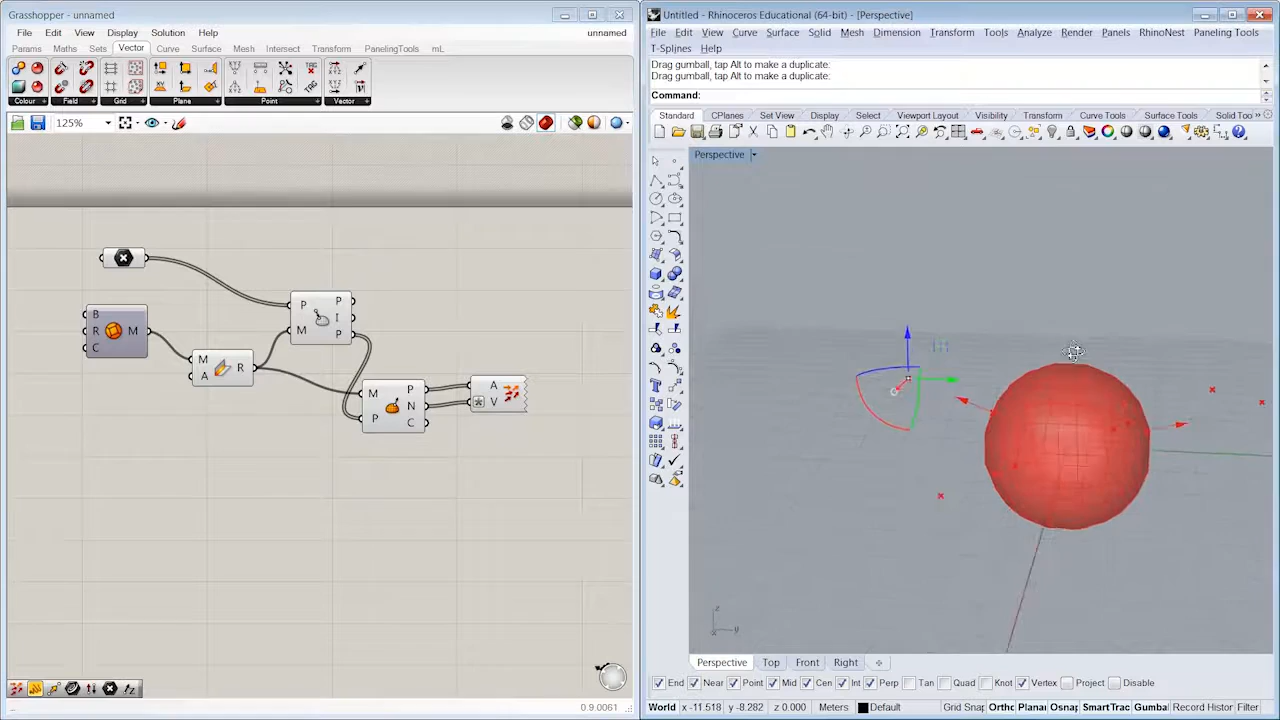 Grasshopper - unnamed
File Edit View Display Solution Help unnamed
Params Maths Sets Vector Curve Surface Mesh Intersect Transform PanelingTools mL
Colour Field Grid Plane Point Vector
125%
P M P I P
B R C M
M A R
M P P N C
A V
0.9.0061
Untitled - Rhinoceros Educational (64-bit) - [Perspective]
File Edit View Curve Surface Solid Mesh Dimension Transform Tools Analyze Render Panels RhinoNest Paneling Tools
T-Splines Help
Drag gumball, tap Alt to make a duplicate:
Drag gumball, tap Alt to make a duplicate:
Command:
Standard CPlanes Set View Display Select Viewport Layout Visibility Transform Curve Tools Surface Tools Solid Too
Perspective
z
y
Perspective Top Front Right
End Near Point Mid Cen Int Perp Tan Quad Knot Vertex Project Disable
World x -11.518 y -8.282 z 0.000 Meters Default Grid Snap Ortho Planar Osnap SmartTrac Gumba Record Histor Filter